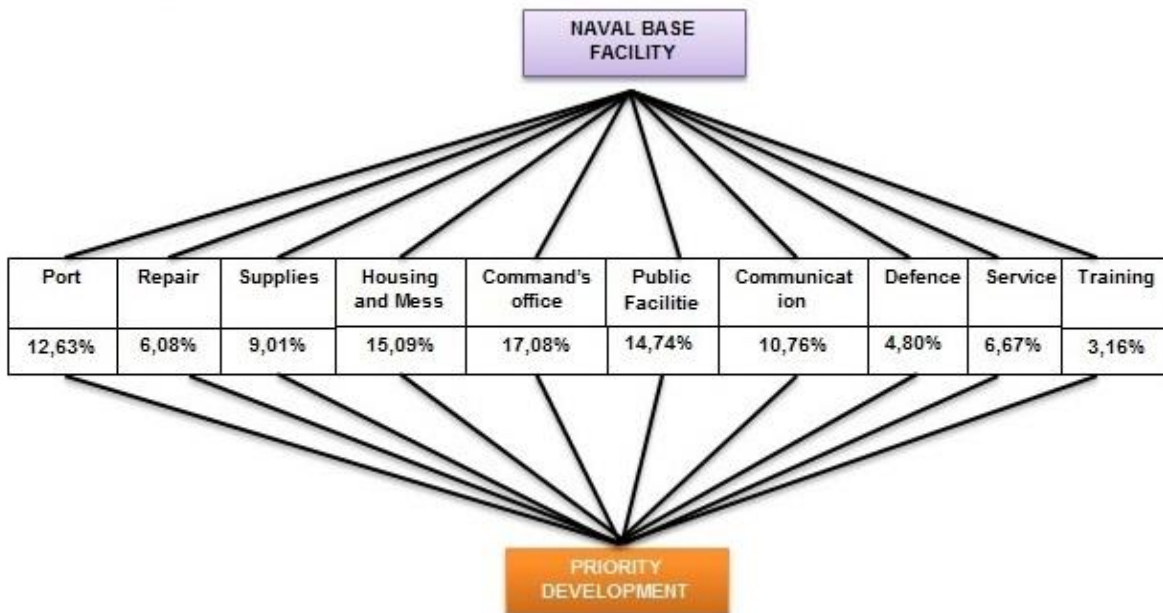 NAVAL BASE
FACILITY
Port
Repair
Supplies
Housing
and Mess
Command's
office
Public
Facilitie
Communicat
ion
Defence
Service
Training
12,63%
6,08%
9,01%
15,09%
17,08%
14,74%
10,76%
4,80%
6,67%
3,16%
PRIORITY
DEVELOPMENT